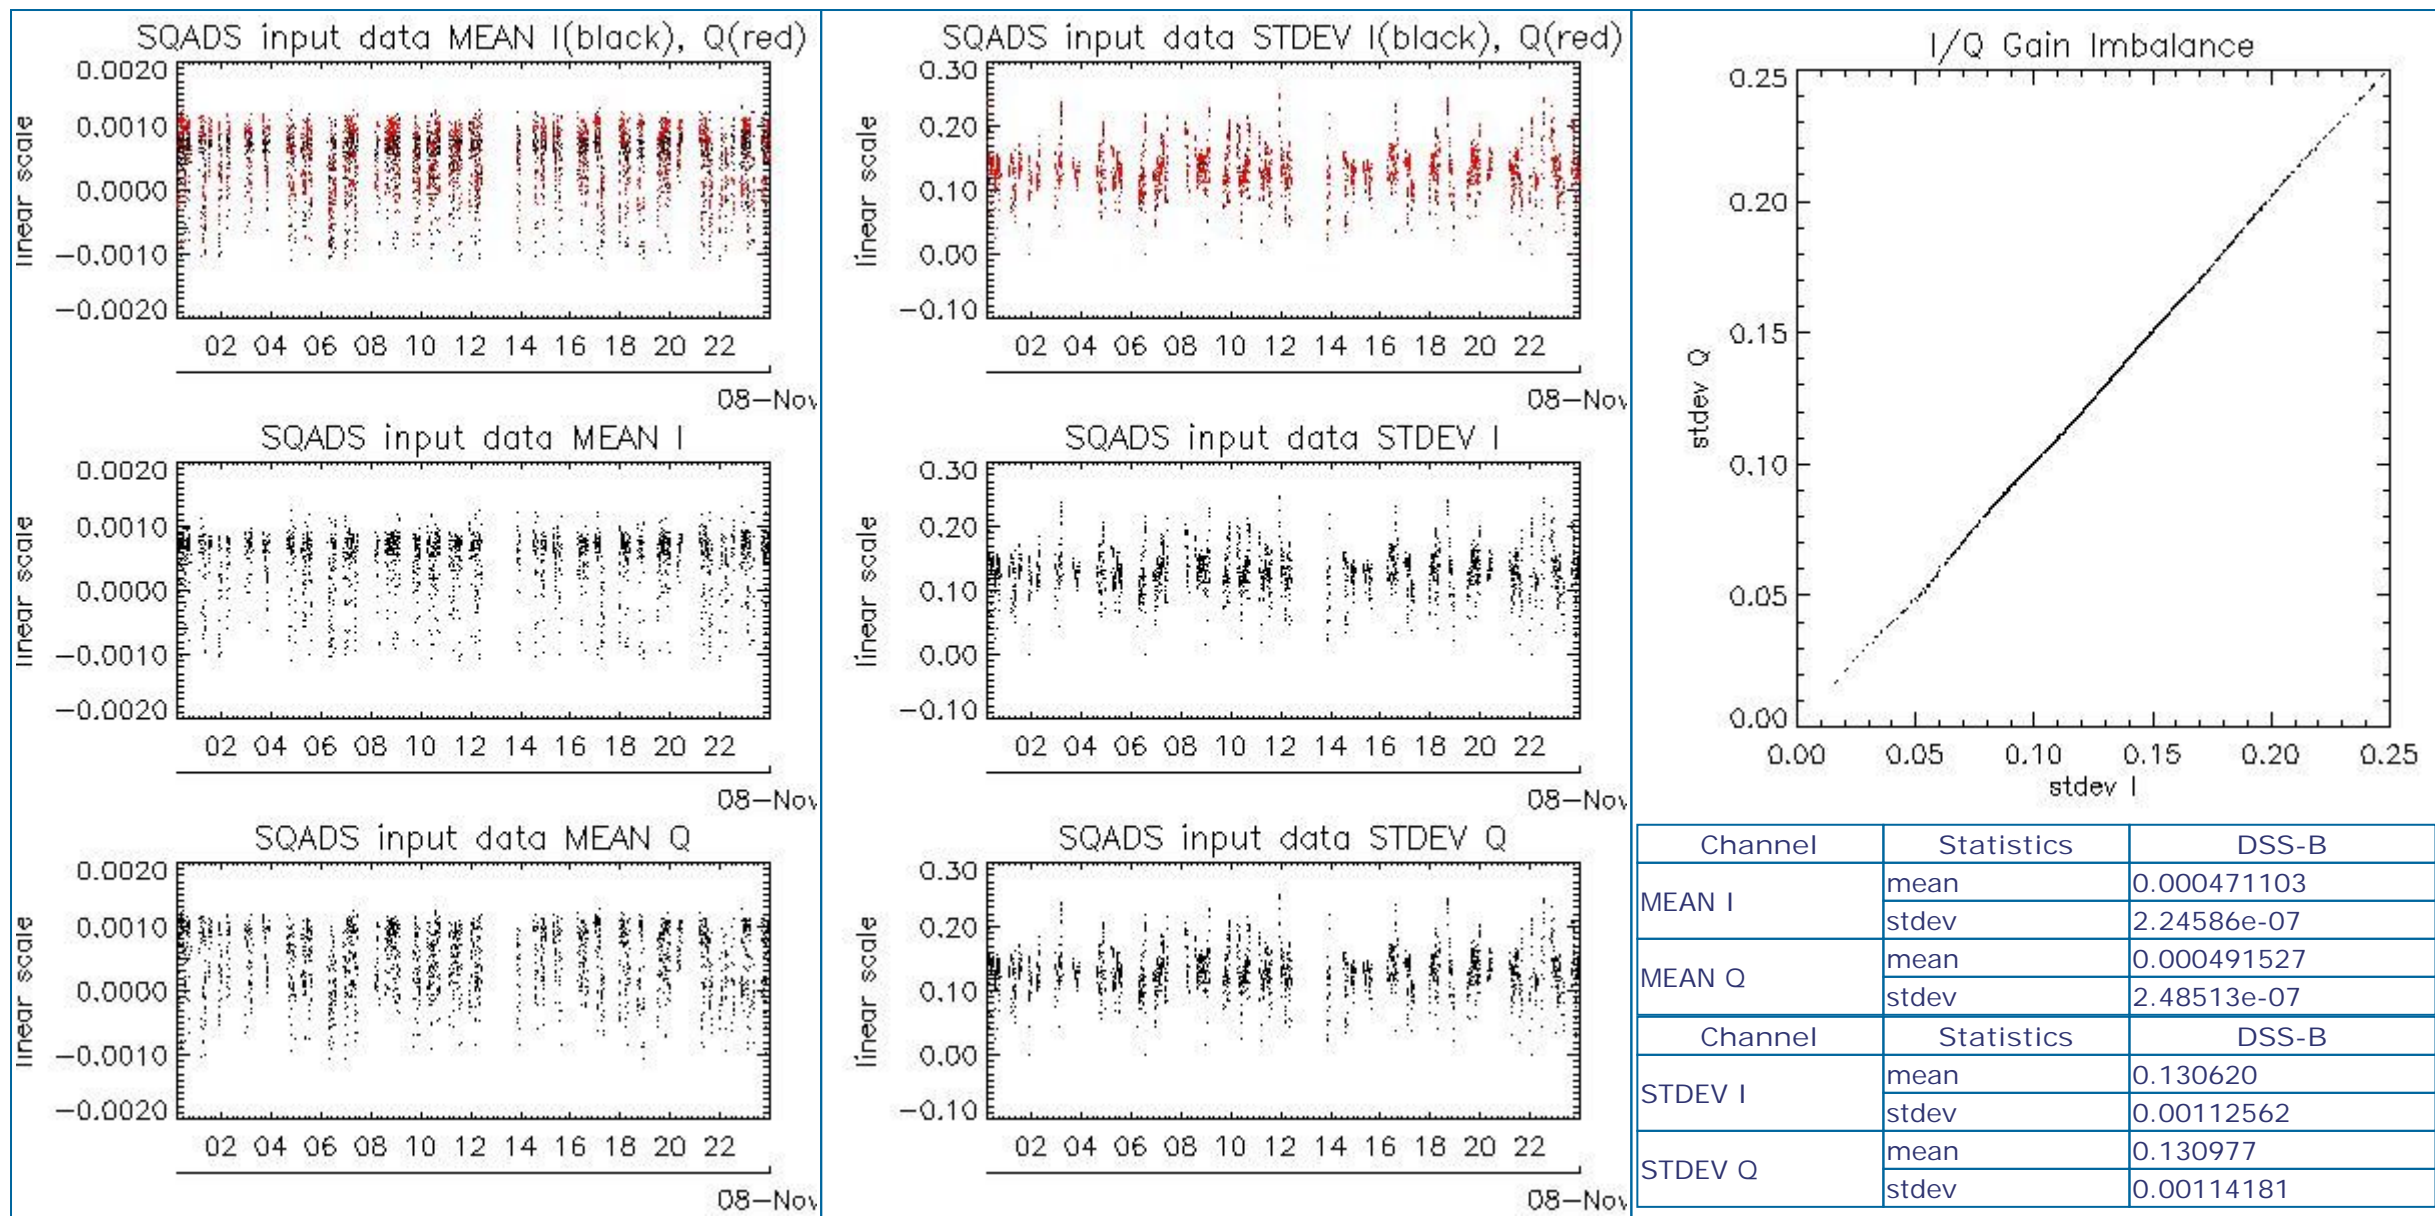 SQADS input data MEAN I(black), Q(red)
linear scale
0.0020
0.0010
0.0000
−0.0010
−0.0020
02 04 06 08 10 12 14 16 18 20 22
08−Nov
SQADS input data MEAN I
linear scale
0.0020
0.0010
0.0000
−0.0010
−0.0020
02 04 06 08 10 12 14 16 18 20 22
08−Nov
SQADS input data MEAN Q
linear scale
0.0020
0.0010
0.0000
−0.0010
−0.0020
02 04 06 08 10 12 14 16 18 20 22
08−Nov
SQADS input data STDEV I(black), Q(red)
linear scale
0.30
0.20
0.10
0.00
−0.10
02 04 06 08 10 12 14 16 18 20 22
08−Nov
SQADS input data STDEV I
linear scale
0.30
0.20
0.10
0.00
−0.10
02 04 06 08 10 12 14 16 18 20 22
08−Nov
SQADS input data STDEV Q
linear scale
0.30
0.20
0.10
0.00
−0.10
02 04 06 08 10 12 14 16 18 20 22
08−Nov
I/Q Gain Imbalance
stdev Q
0.25
0.20
0.15
0.10
0.05
0.00
0.00 0.05 0.10 0.15 0.20 0.25
stdev I
Channel Statistics DSS-B
MEAN I mean 0.000471103
stdev 2.24586e-07
MEAN Q mean 0.000491527
stdev 2.48513e-07
Channel Statistics DSS-B
STDEV I mean 0.130620
stdev 0.00112562
STDEV Q mean 0.130977
stdev 0.00114181